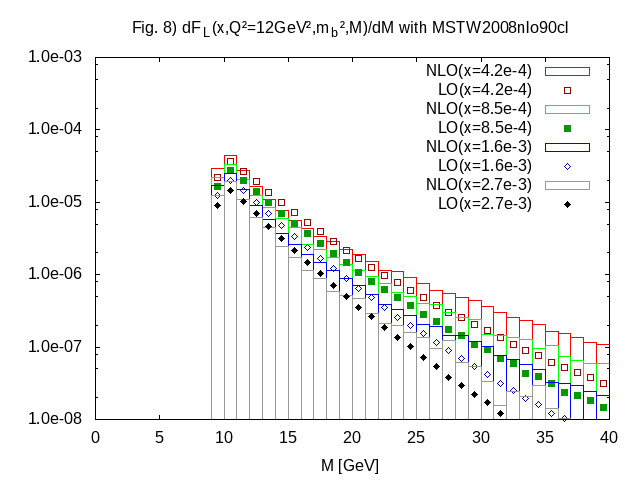 Fig. 8) dF_L(x,Q²=12GeV²,m_b²,M)/dM with MSTW2008nlo90cl
1.0e-03
1.0e-04
1.0e-05
1.0e-06
1.0e-07
1.0e-08
NLO(x=4.2e-4)
LO(x=4.2e-4)
NLO(x=8.5e-4)
LO(x=8.5e-4)
NLO(x=1.6e-3)
LO(x=1.6e-3)
NLO(x=2.7e-3)
LO(x=2.7e-3)
0 5 10 15 20 25 30 35 40
M [GeV]